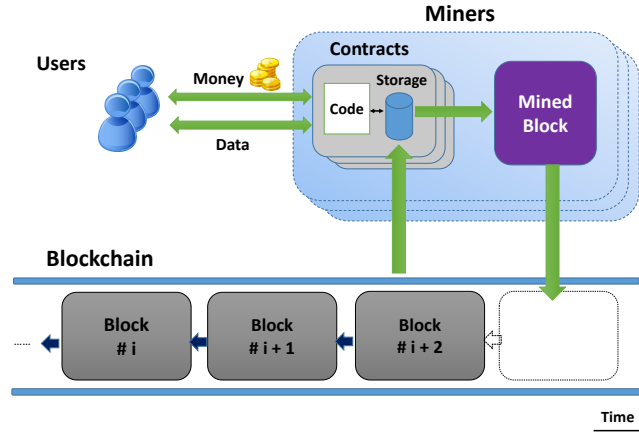 Miners
Contracts
Users
Money
Storage
Code
Mined
Block
Data
Blockchain
Block
# i
Block
# i + 1
Block
# i + 2
.....
Time